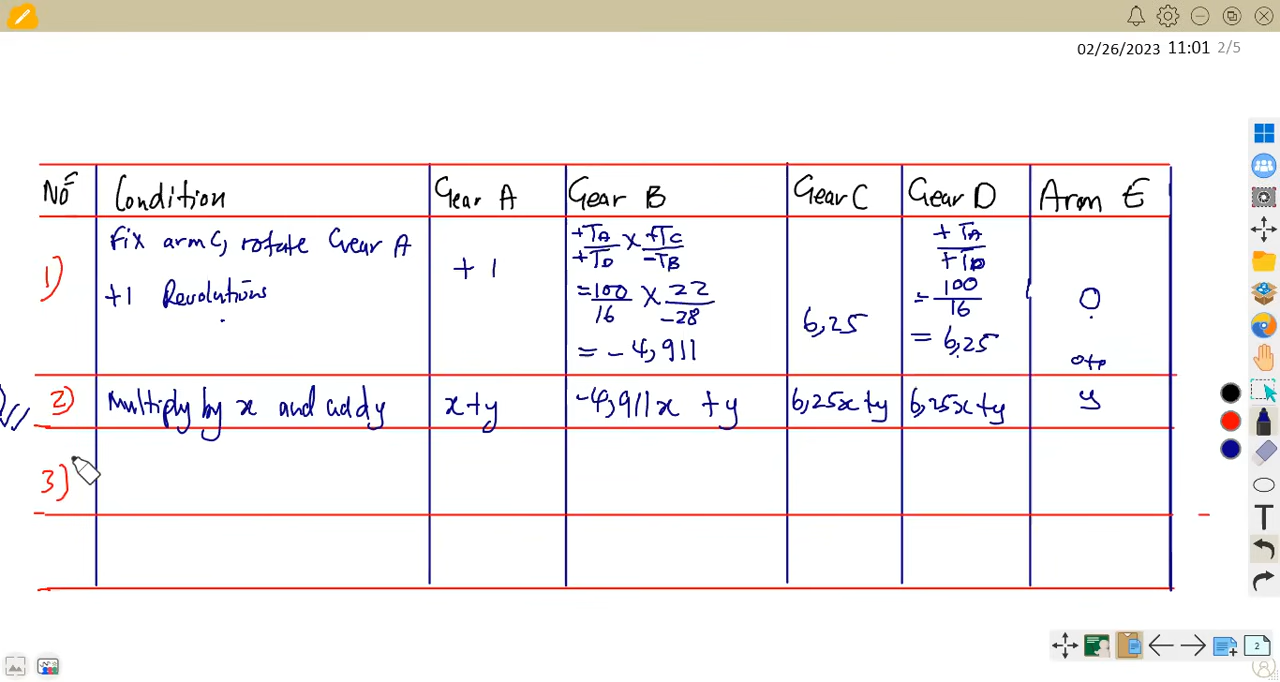 02/26/2023 11:01 2/5
Nº Condition Gear A Gear B Gear C Gear D Arm E
1) Fix arm C, rotate Gear A
+1 Revolutions
+1
+TA/+TD × +TC/-TB
= 100/16 × 22/-28
= - 4,911
6,25
+TA/+TD
= 100/16
= 6,25
0
2) Multiply by x and add y x+y -4,911x + y 6,25x+y 6,25x+y y
3)
T
2